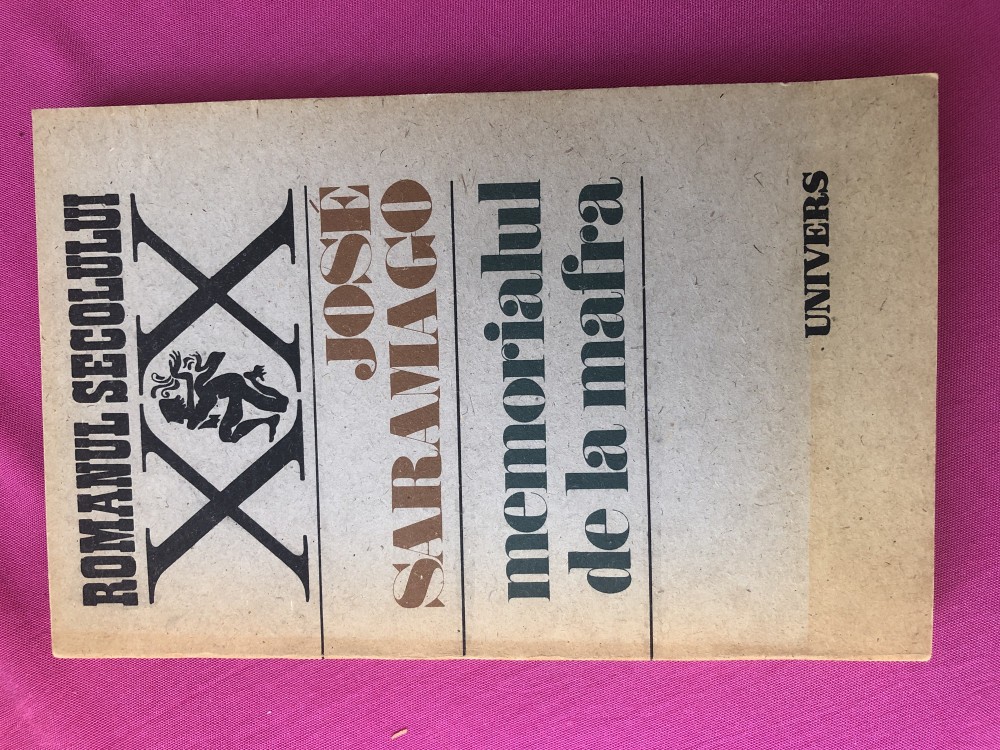 ROMANUL SECOLULUI
XX
JOSÉ
SARAMAGO
memorialul
de la mafra
UNIVERS